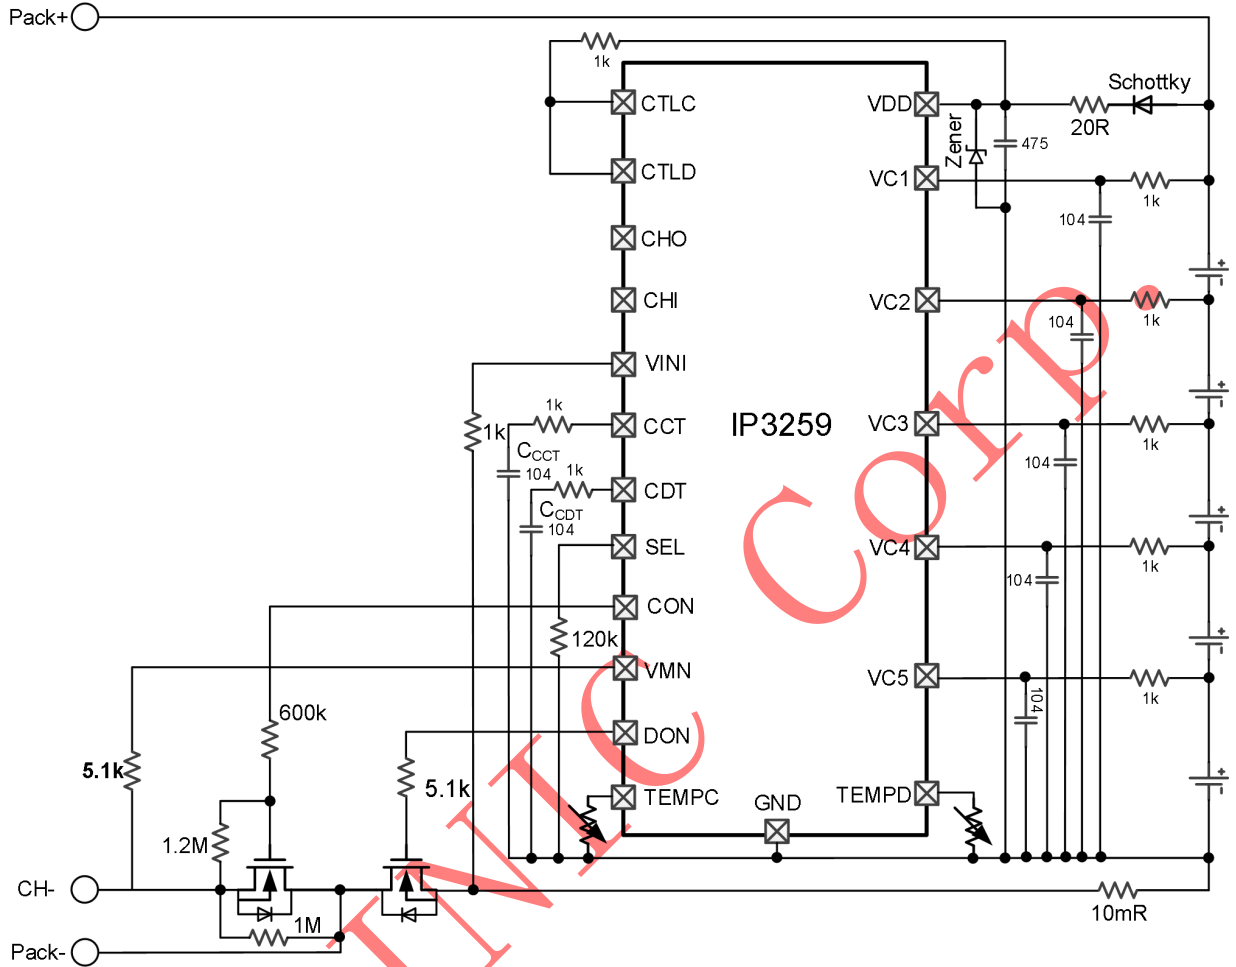 Pack+
1k
Schottky
CTLC
VDD
20R
Zener
475
CTLD
VC1
1k
104
CHO
CHI
VC2
104
1k
VINI
1k
1k
CCT
IP3259
VC3
1k
CCCT
104
1k
104
CDT
CCDT
104
SEL
VC4
104
1k
CON
120k
VMN
VC5
1k
104
600k
DON
5.1k
5.1k
TEMPC
GND
TEMPD
1.2M
CH-
1M
10mR
Pack-
INIC Corp.
+
-
+
-
+
-
+
-
+
-